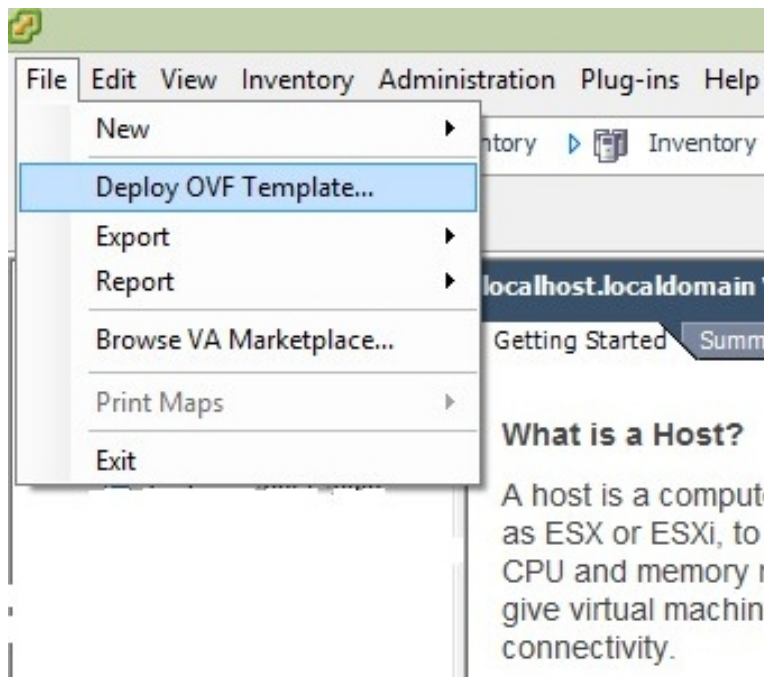 File Edit View Inventory Administration Plug-ins Help
New
ntory Inventory
Deploy OVF Template...
Export
Report
localhost.localdomain
Browse VA Marketplace...
Getting Started Summ
Print Maps
What is a Host?
Exit
A host is a compute
as ESX or ESXi, to
CPU and memory r
give virtual machin
connectivity.